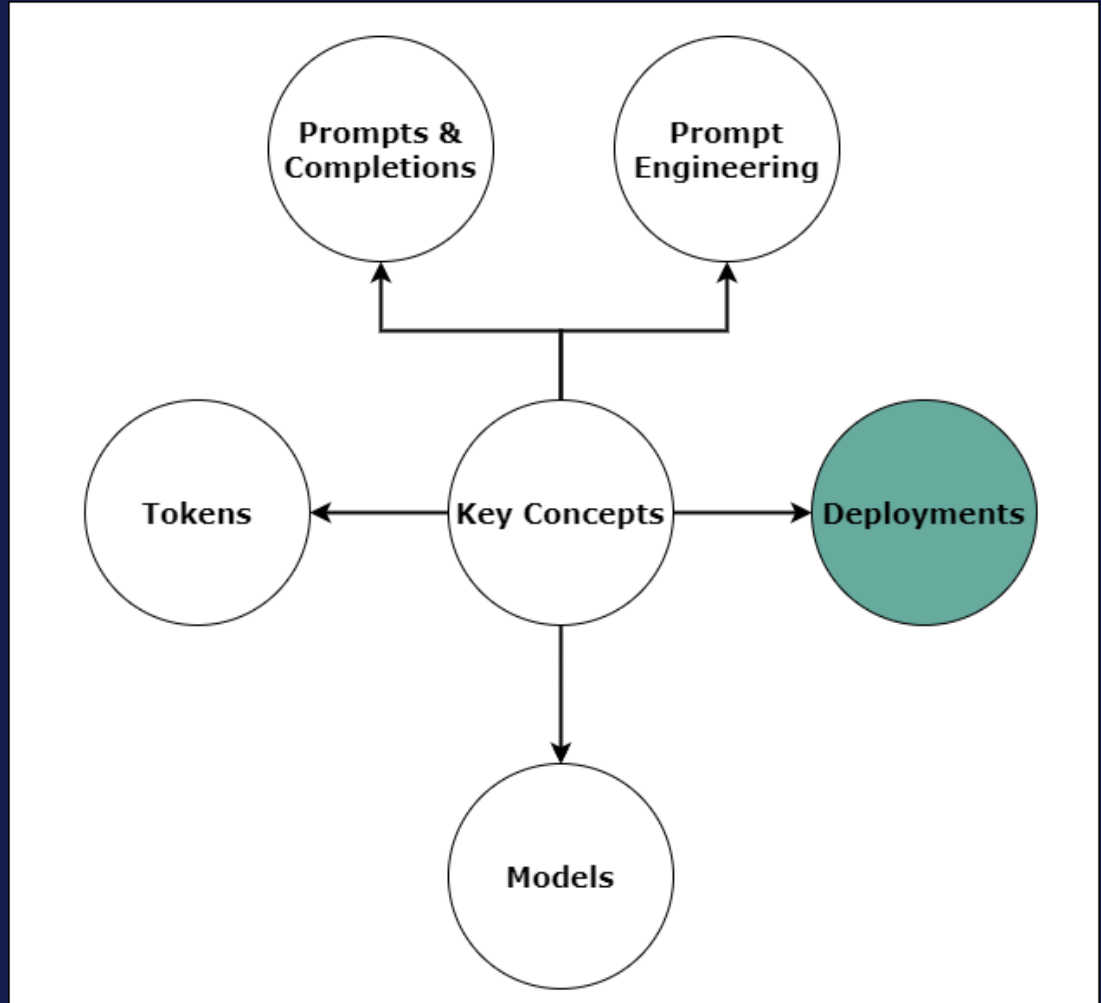 Prompts &
Completions
Prompt
Engineering
Tokens
Key Concepts
Deployments
Models